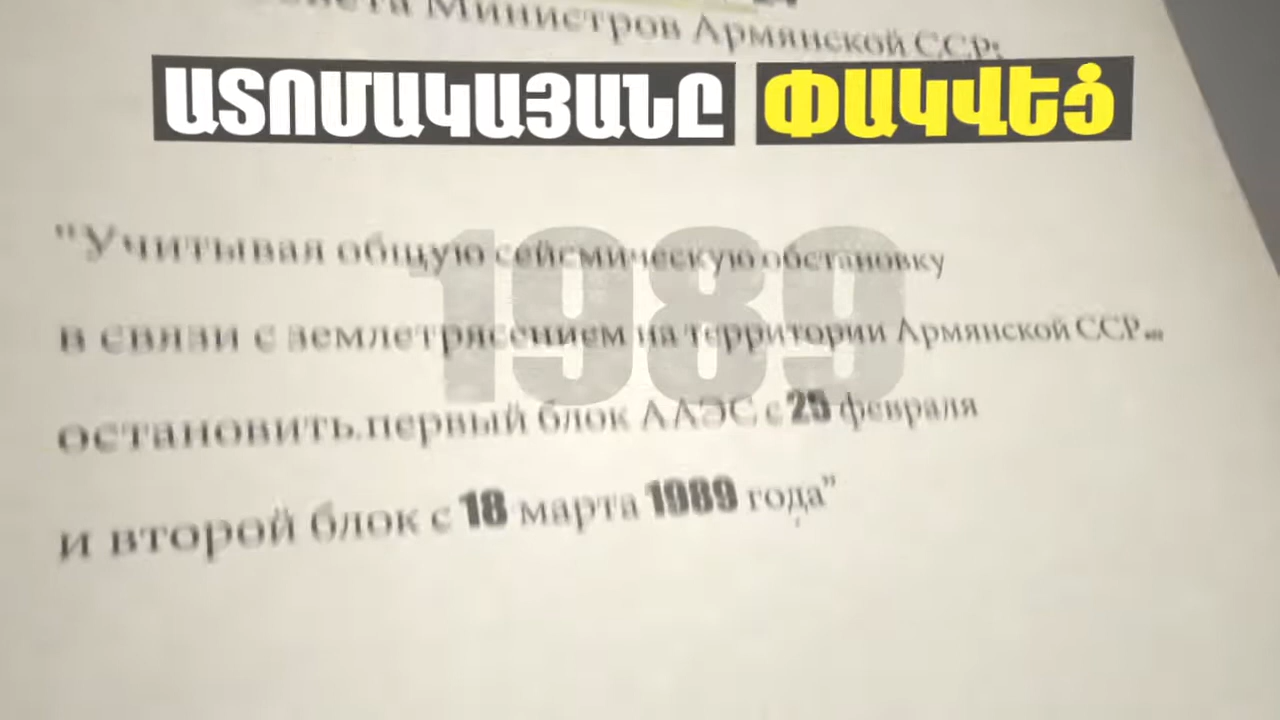 Министров Армянской ССР:
ԱՏՈՄԱԿԱՅԱՆԸ ՓԱԿՎԵՑ
1989
"Учитывая общую сейсмическую обстановку
в связи с землетрясением на территории Армянской ССР...
остановить первый блок ААЭС с 25 февраля
и второй блок с 18 марта 1989 года"